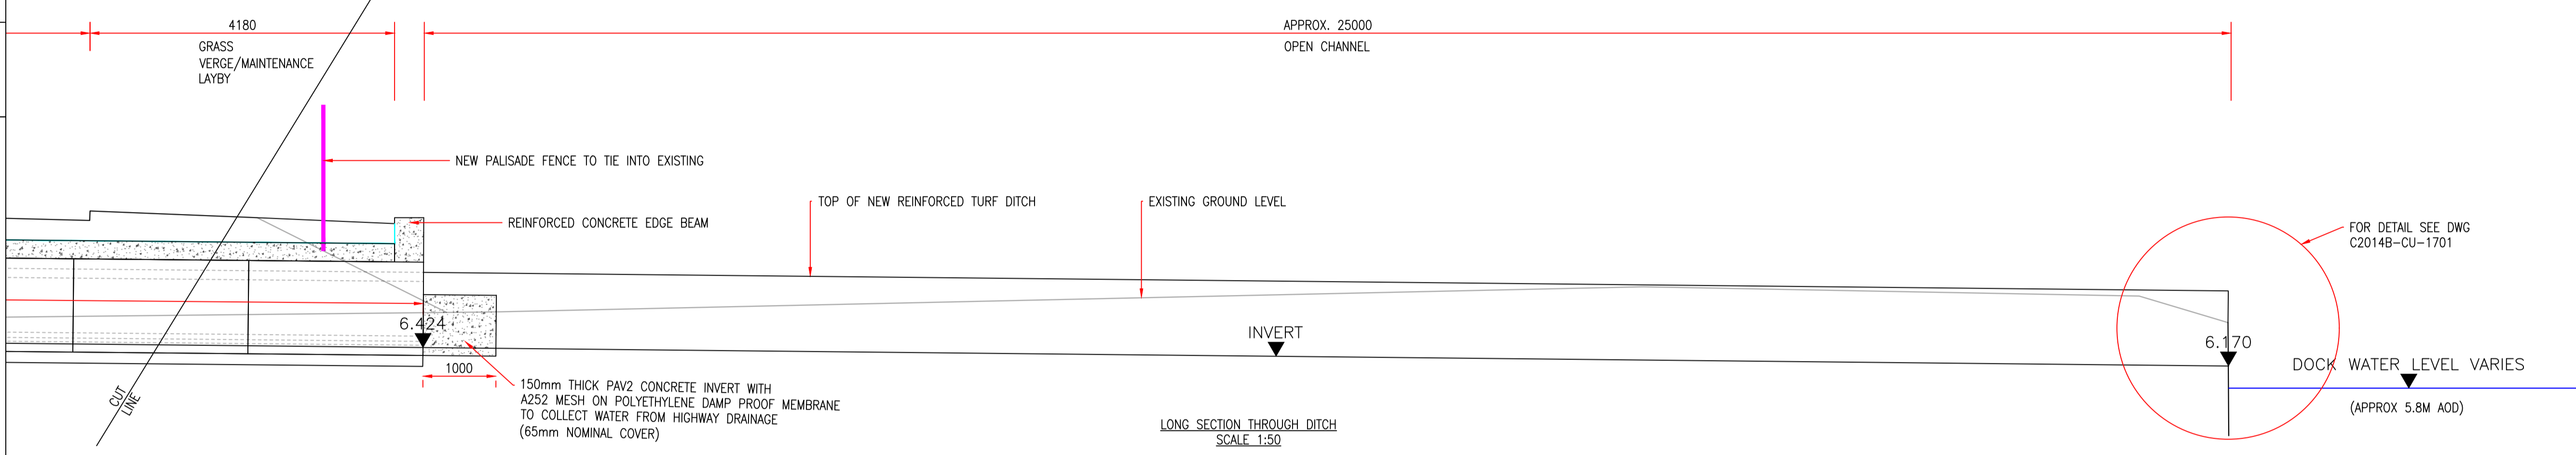 4180
GRASS
VERGE/MAINTENANCE
LAYBY
APPROX. 25000
OPEN CHANNEL
NEW PALISADE FENCE TO TIE INTO EXISTING
REINFORCED CONCRETE EDGE BEAM
TOP OF NEW REINFORCED TURF DITCH
EXISTING GROUND LEVEL
FOR DETAIL SEE DWG
C2014B-CU-1701
6.424
INVERT
6.170
DOCK WATER LEVEL VARIES
(APPROX 5.8M AOD)
1000
150mm THICK PAV2 CONCRETE INVERT WITH
A252 MESH ON POLYETHYLENE DAMP PROOF MEMBRANE
TO COLLECT WATER FROM HIGHWAY DRAINAGE
(65mm NOMINAL COVER)
CUT
LINE
LONG SECTION THROUGH DITCH
SCALE 1:50